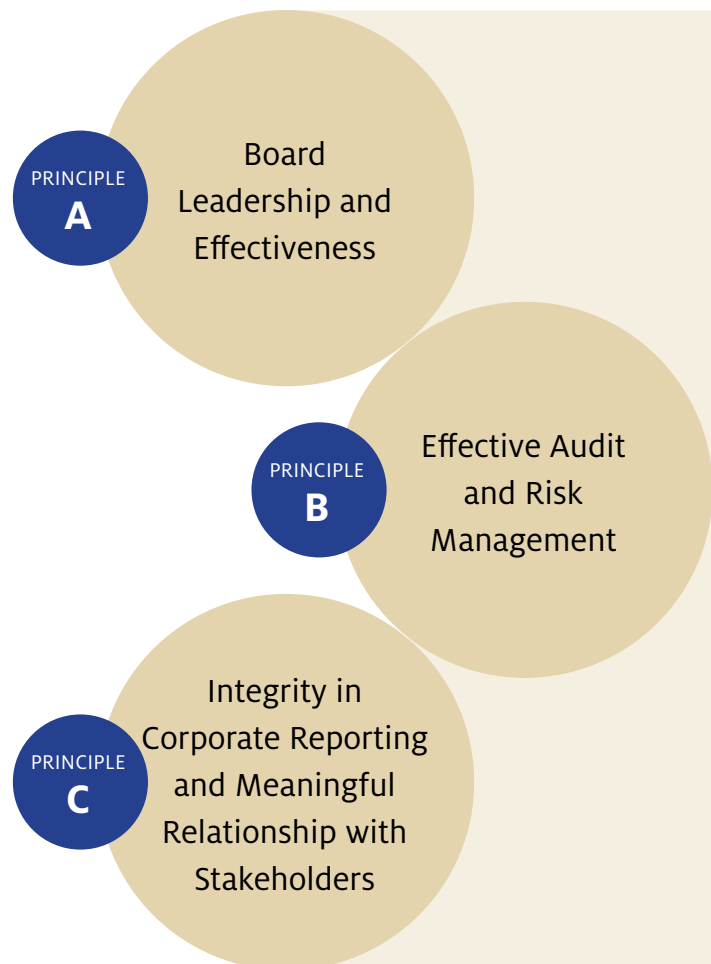 PRINCIPLE
A
Board
Leadership and
Effectiveness
PRINCIPLE
B
Effective Audit
and Risk
Management
PRINCIPLE
C
Integrity in
Corporate Reporting
and Meaningful
Relationship with
Stakeholders